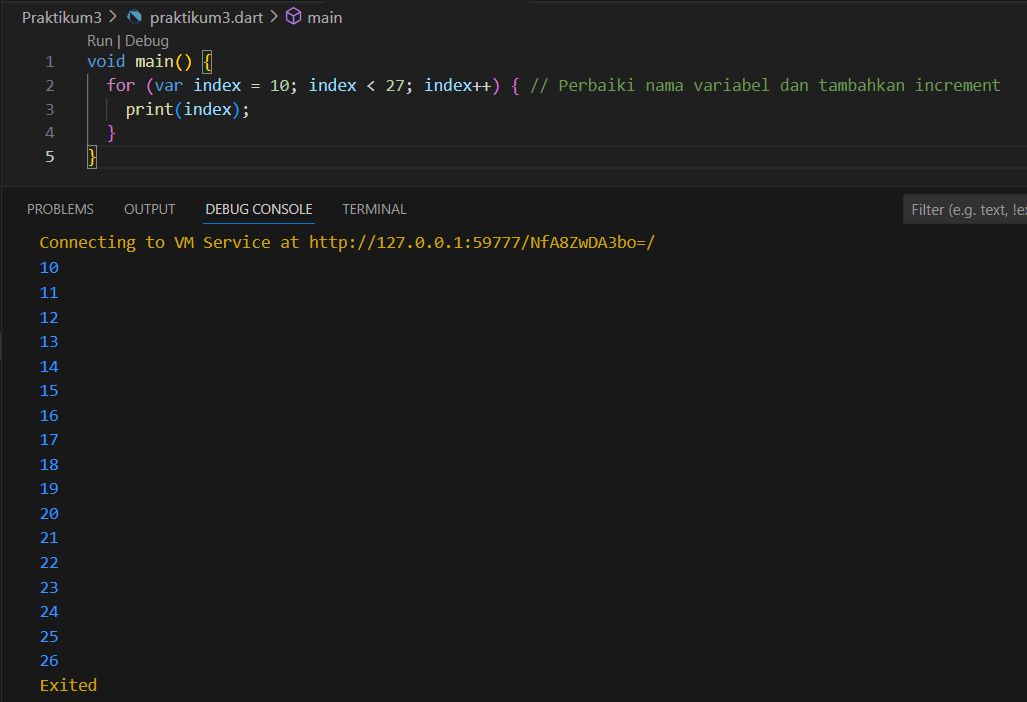 Praktikum3 > praktikum3.dart > main
Run | Debug
1 void main() {
2 for (var index = 10; index < 27; index++) { // Perbaiki nama variabel dan tambahkan increment
3 print(index);
4 }
5 }
PROBLEMS OUTPUT DEBUG CONSOLE TERMINAL Filter (e.g. text, !ex
Connecting to VM Service at http://127.0.0.1:59777/NfA8ZwDA3bo=/
10
11
12
13
14
15
16
17
18
19
20
21
22
23
24
25
26
Exited